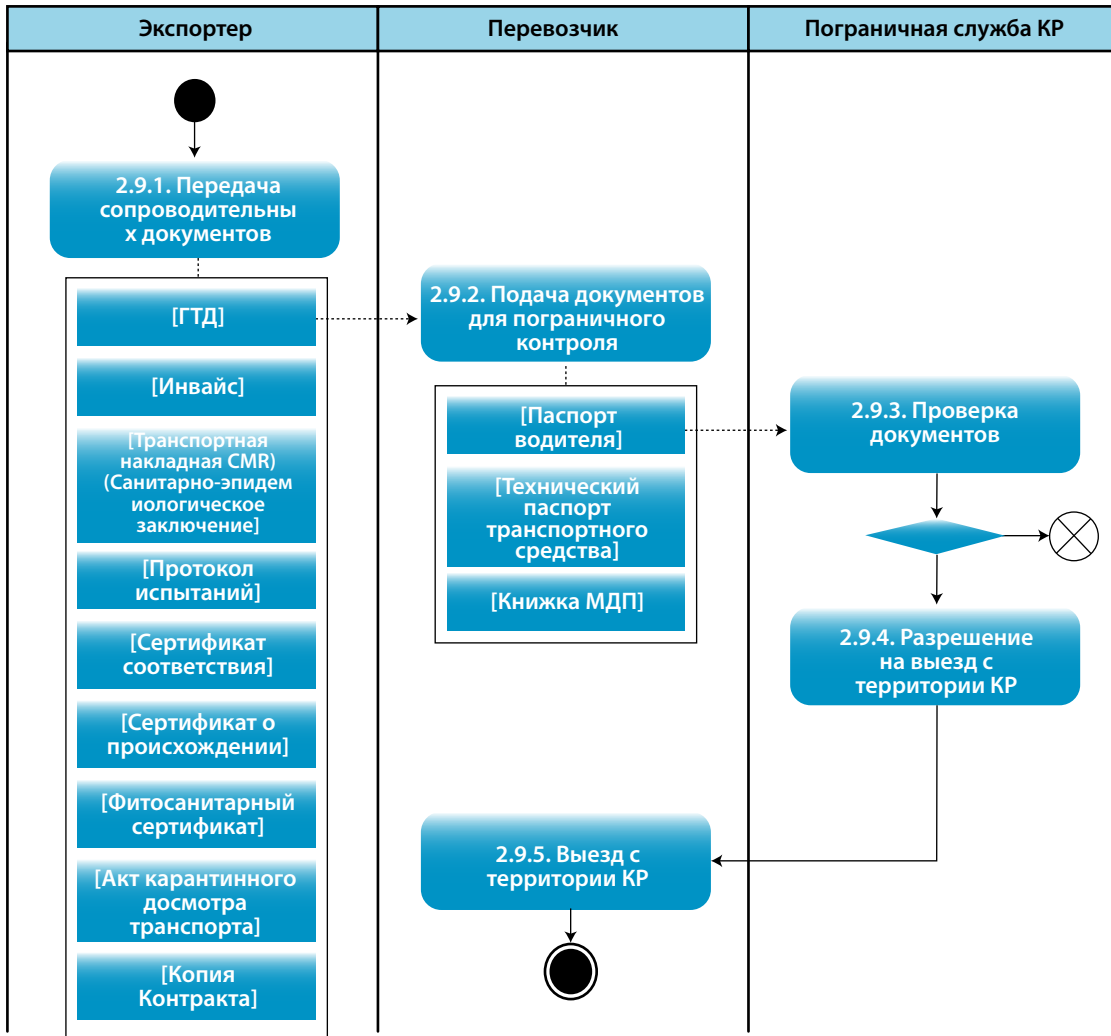 Экспортер
Перевозчик
Пограничная служба КР
2.9.1. Передача
сопроводительны
х документов
[ГТД]
[Инвайс]
[Транспортная
накладная CMR)
(Санитарно-эпидем
иологическое
заключение]
[Протокол
испытаний]
[Сертификат
соответствия]
[Сертификат о
происхождении]
[Фитосанитарный
сертификат]
[Акт карантинного
досмотра
транспорта]
[Копия
Контракта]
2.9.2. Подача документов
для пограничного
контроля
[Паспорт
водителя]
[Технический
паспорт
транспортного
средства]
[Книжка МДП]
2.9.3. Проверка
документов
2.9.4. Разрешение
на выезд с
территории КР
2.9.5. Выезд с
территории КР